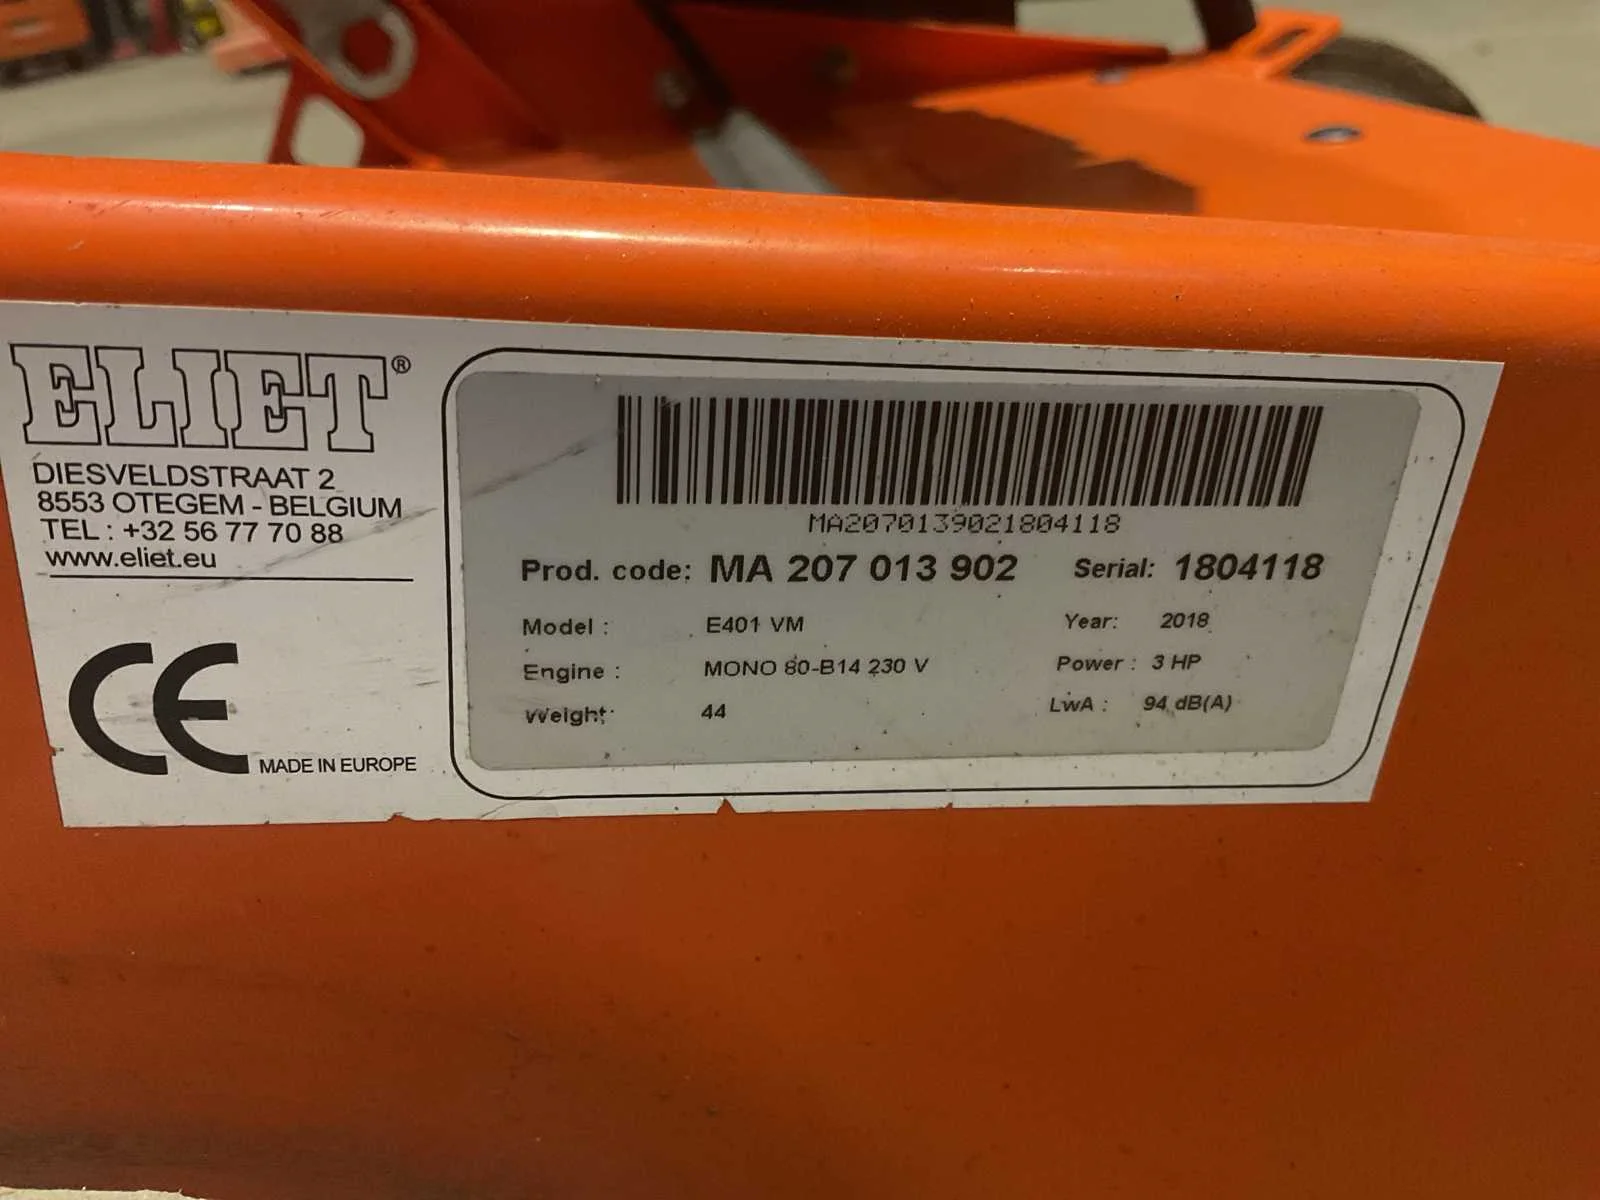 ELIET®
DIESVELDSTRAAT 2
8553 OTEGEM - BELGIUM
TEL : +32 56 77 70 88
www.eliet.eu
CE
MADE IN EUROPE
MA2070139021804118
Prod. code: MA 207 013 902 Serial: 1804118
Model : E401 VM Year: 2018
Engine : MONO 80-B14 230 V Power : 3 HP
Weight: 44 LwA : 94 dB(A)